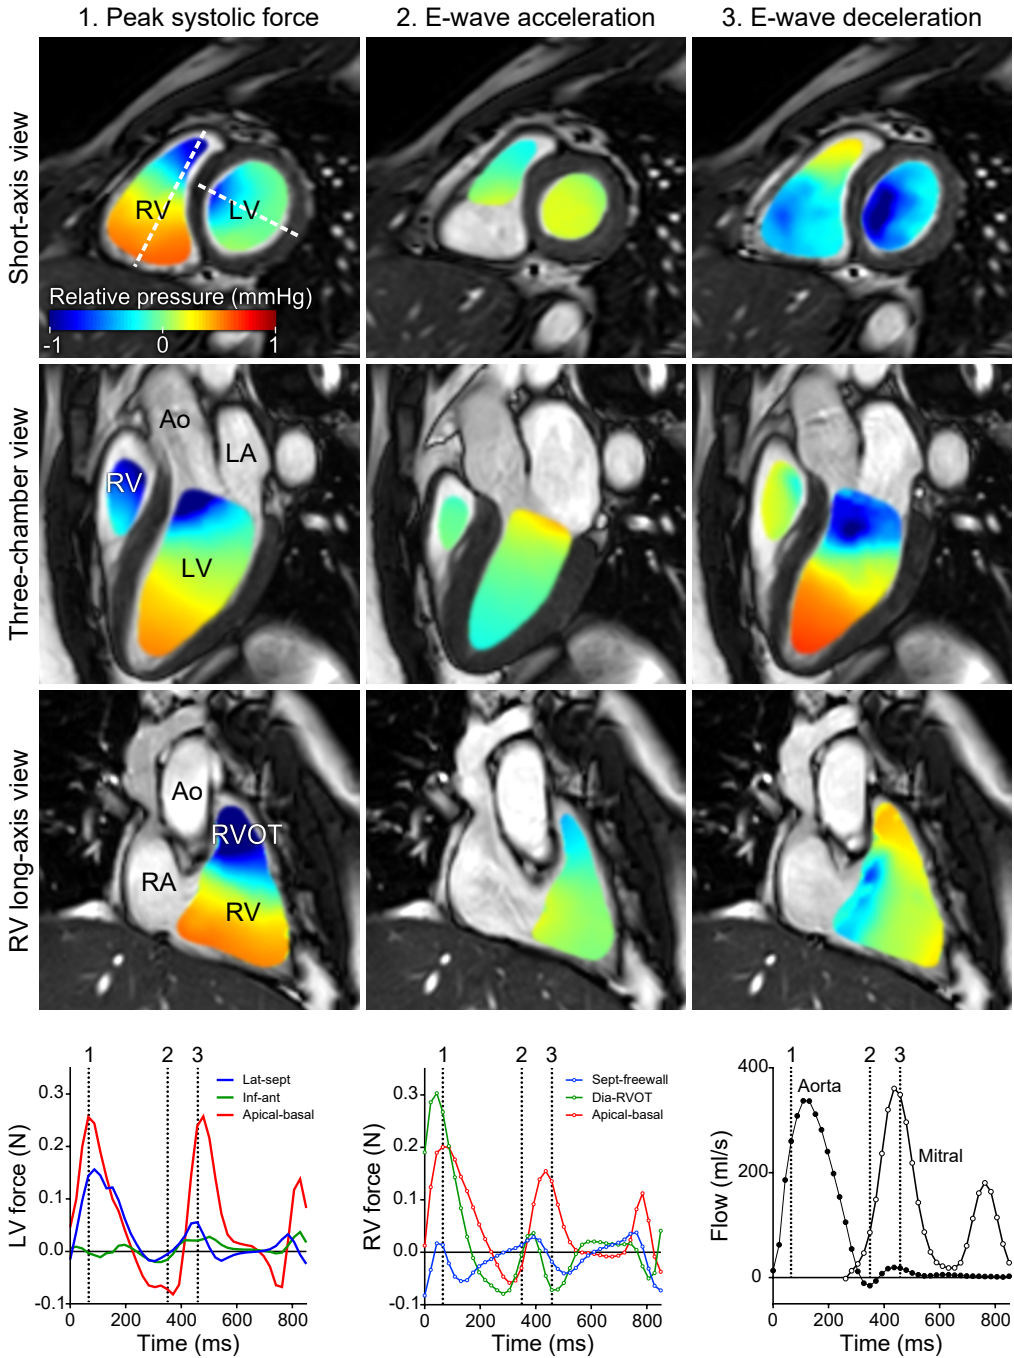 1. Peak systolic force
2. E-wave acceleration
3. E-wave deceleration
Short-axis view
RV
LV
Relative pressure (mmHg)
-1 0 1
Three-chamber view
Ao
LA
RV
LV
RV long-axis view
Ao
RVOT
RA
RV
1 2 3
Lat-sept
Inf-ant
Apical-basal
LV force (N)
0.3
0.2
0.1
0.0
-0.1
0 200 400 600 800
Time (ms)
1 2 3
Sept-freewall
Dia-RVOT
Apical-basal
RV force (N)
0.3
0.2
0.1
0.0
-0.1
0 200 400 600 800
Time (ms)
1 2 3
Aorta
Mitral
Flow (ml/s)
400
200
0
0 200 400 600 800
Time (ms)